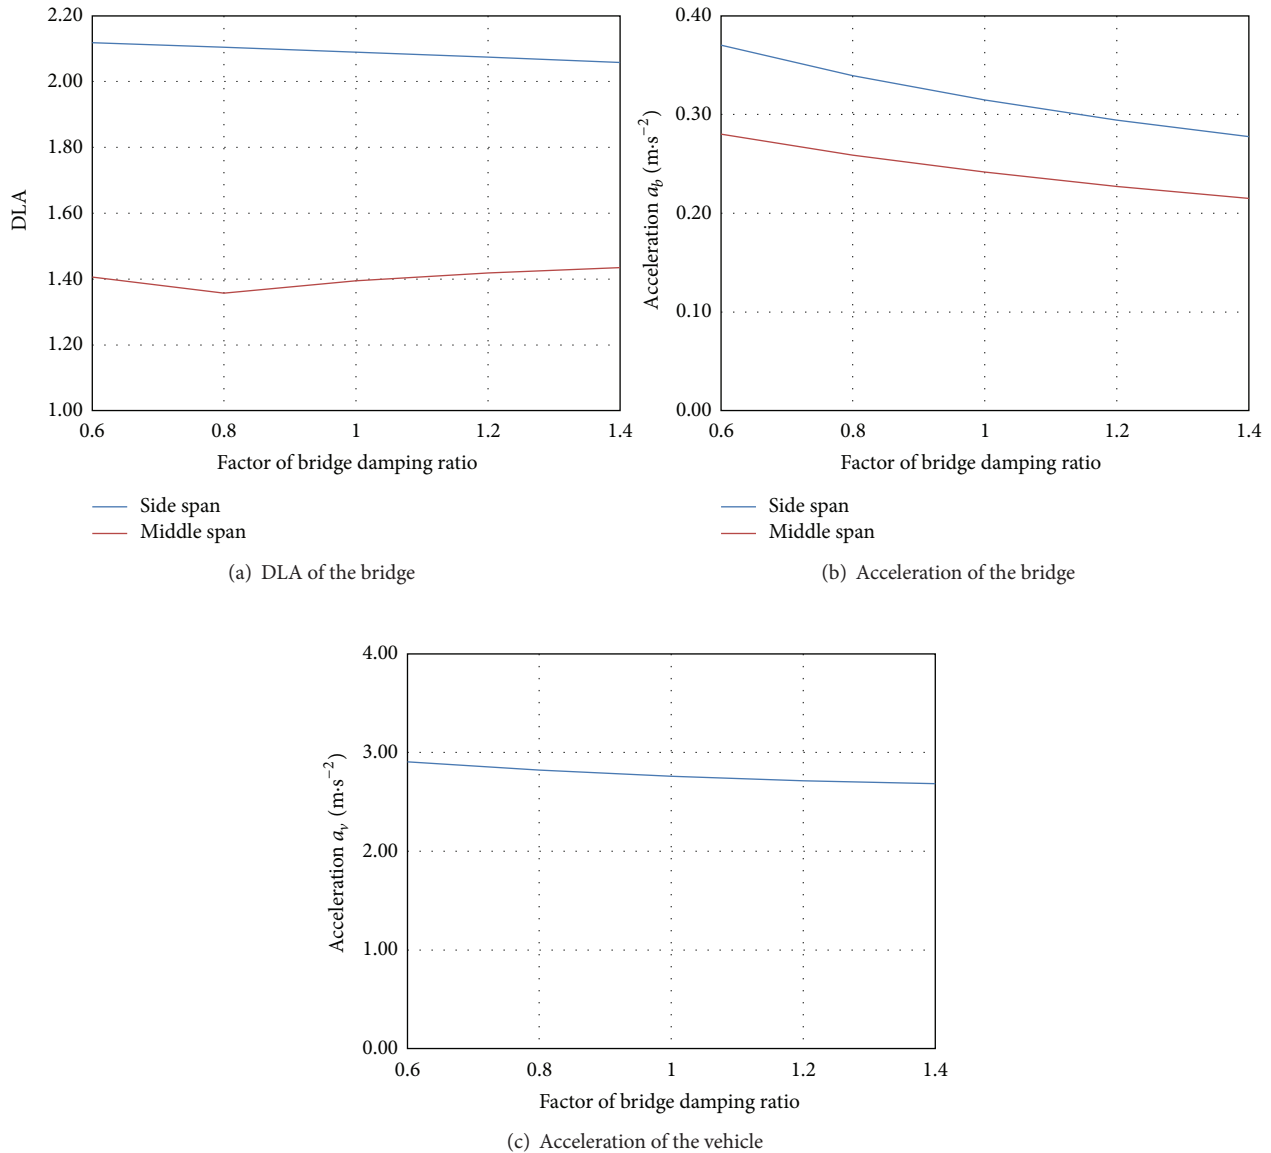 2.20
2.00
1.80
1.60
1.40
1.20
1.00
DLA
0.6 0.8 1 1.2 1.4
Factor of bridge damping ratio
Side span
Middle span
(a) DLA of the bridge
0.40
0.30
0.20
0.10
0.00
Acceleration a_b (m·s⁻²)
0.6 0.8 1 1.2 1.4
Factor of bridge damping ratio
Side span
Middle span
(b) Acceleration of the bridge
4.00
3.00
2.00
1.00
0.00
Acceleration a_v (m·s⁻²)
0.6 0.8 1 1.2 1.4
Factor of bridge damping ratio
(c) Acceleration of the vehicle